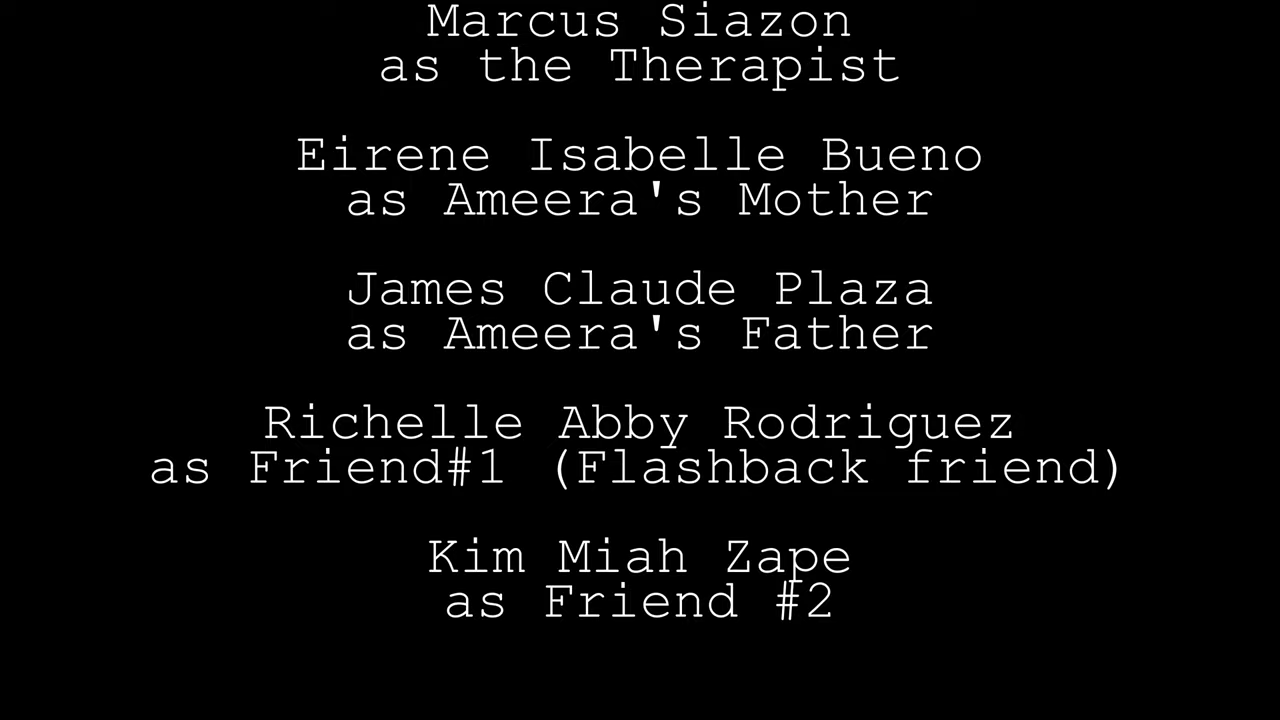 Marcus Siazon
as the Therapist
Eirene Isabelle Bueno
as Ameera's Mother
James Claude Plaza
as Ameera's Father
Richelle Abby Rodriguez
as Friend#1 (Flashback friend)
Kim Miah Zape
as Friend #2